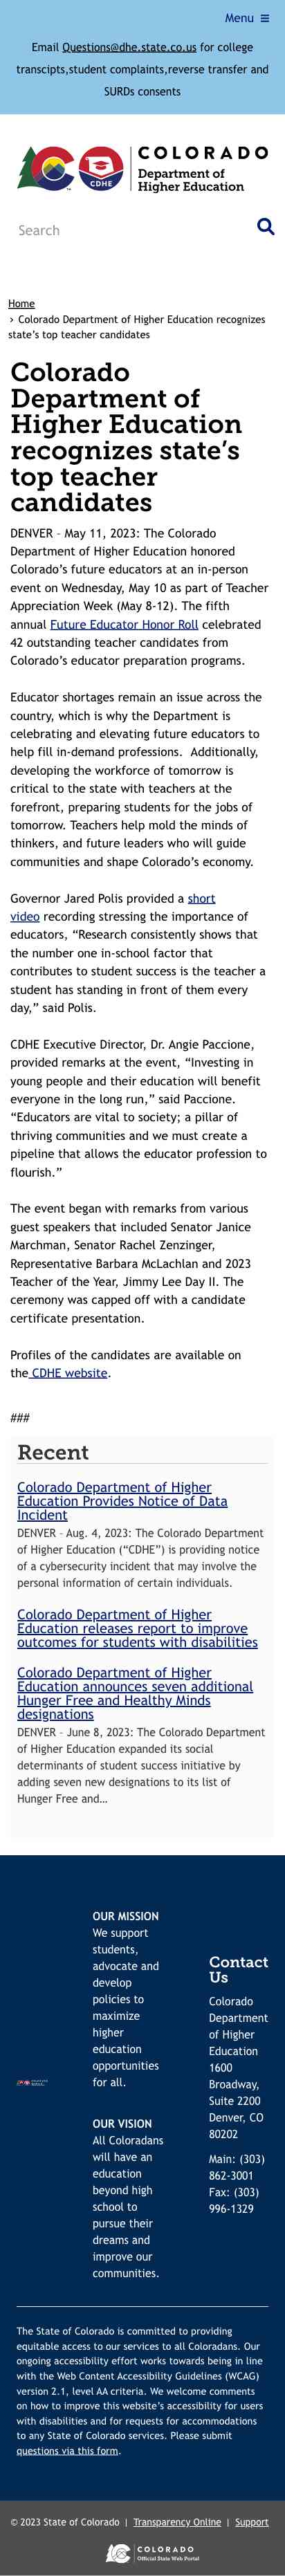 Menu ≡
Email Questions@dhe.state.co.us for college
transcipts,student complaints,reverse transfer and
SURDs consents
CO CDHE
COLORADO
Department of
Higher Education
Search
Home
› Colorado Department of Higher Education recognizes
state’s top teacher candidates
Colorado
Department of
Higher Education
recognizes state’s
top teacher
candidates
DENVER – May 11, 2023: The Colorado
Department of Higher Education honored
Colorado’s future educators at an in-person
event on Wednesday, May 10 as part of Teacher
Appreciation Week (May 8-12). The fifth
annual Future Educator Honor Roll celebrated
42 outstanding teacher candidates from
Colorado’s educator preparation programs.
Educator shortages remain an issue across the
country, which is why the Department is
celebrating and elevating future educators to
help fill in-demand professions.  Additionally,
developing the workforce of tomorrow is
critical to the state with teachers at the
forefront, preparing students for the jobs of
tomorrow. Teachers help mold the minds of
thinkers, and future leaders who will guide
communities and shape Colorado’s economy.
Governor Jared Polis provided a short
video recording stressing the importance of
educators, “Research consistently shows that
the number one in-school factor that
contributes to student success is the teacher a
student has standing in front of them every
day,” said Polis.
CDHE Executive Director, Dr. Angie Paccione,
provided remarks at the event, “Investing in
young people and their education will benefit
everyone in the long run,” said Paccione.
“Educators are vital to society; a pillar of
thriving communities and we must create a
pipeline that allows the educator profession to
flourish.”
The event began with remarks from various
guest speakers that included Senator Janice
Marchman, Senator Rachel Zenzinger,
Representative Barbara McLachlan and 2023
Teacher of the Year, Jimmy Lee Day II. The
ceremony was capped off with a candidate
certificate presentation.
Profiles of the candidates are available on
the CDHE website.
###
Recent
Colorado Department of Higher
Education Provides Notice of Data
Incident
DENVER – Aug. 4, 2023: The Colorado Department
of Higher Education (“CDHE”) is providing notice
of a cybersecurity incident that may involve the
personal information of certain individuals.
Colorado Department of Higher
Education releases report to improve
outcomes for students with disabilities
Colorado Department of Higher
Education announces seven additional
Hunger Free and Healthy Minds
designations
DENVER – June 8, 2023: The Colorado Department
of Higher Education expanded its social
determinants of student success initiative by
adding seven new designations to its list of
Hunger Free and…
OUR MISSION
We support
students,
advocate and
develop
policies to
maximize
higher
education
opportunities
for all.
OUR VISION
All Coloradans
will have an
education
beyond high
school to
pursue their
dreams and
improve our
communities.
Contact
Us
Colorado
Department
of Higher
Education
1600
Broadway,
Suite 2200
Denver, CO
80202
Main: (303)
862-3001
Fax: (303)
996-1329
The State of Colorado is committed to providing
equitable access to our services to all Coloradans. Our
ongoing accessibility effort works towards being in line
with the Web Content Accessibility Guidelines (WCAG)
version 2.1, level AA criteria. We welcome comments
on how to improve this website’s accessibility for users
with disabilities and for requests for accommodations
to any State of Colorado services. Please submit
questions via this form.
© 2023 State of Colorado | Transparency Online | Support
COLORADO
Official State Web Portal